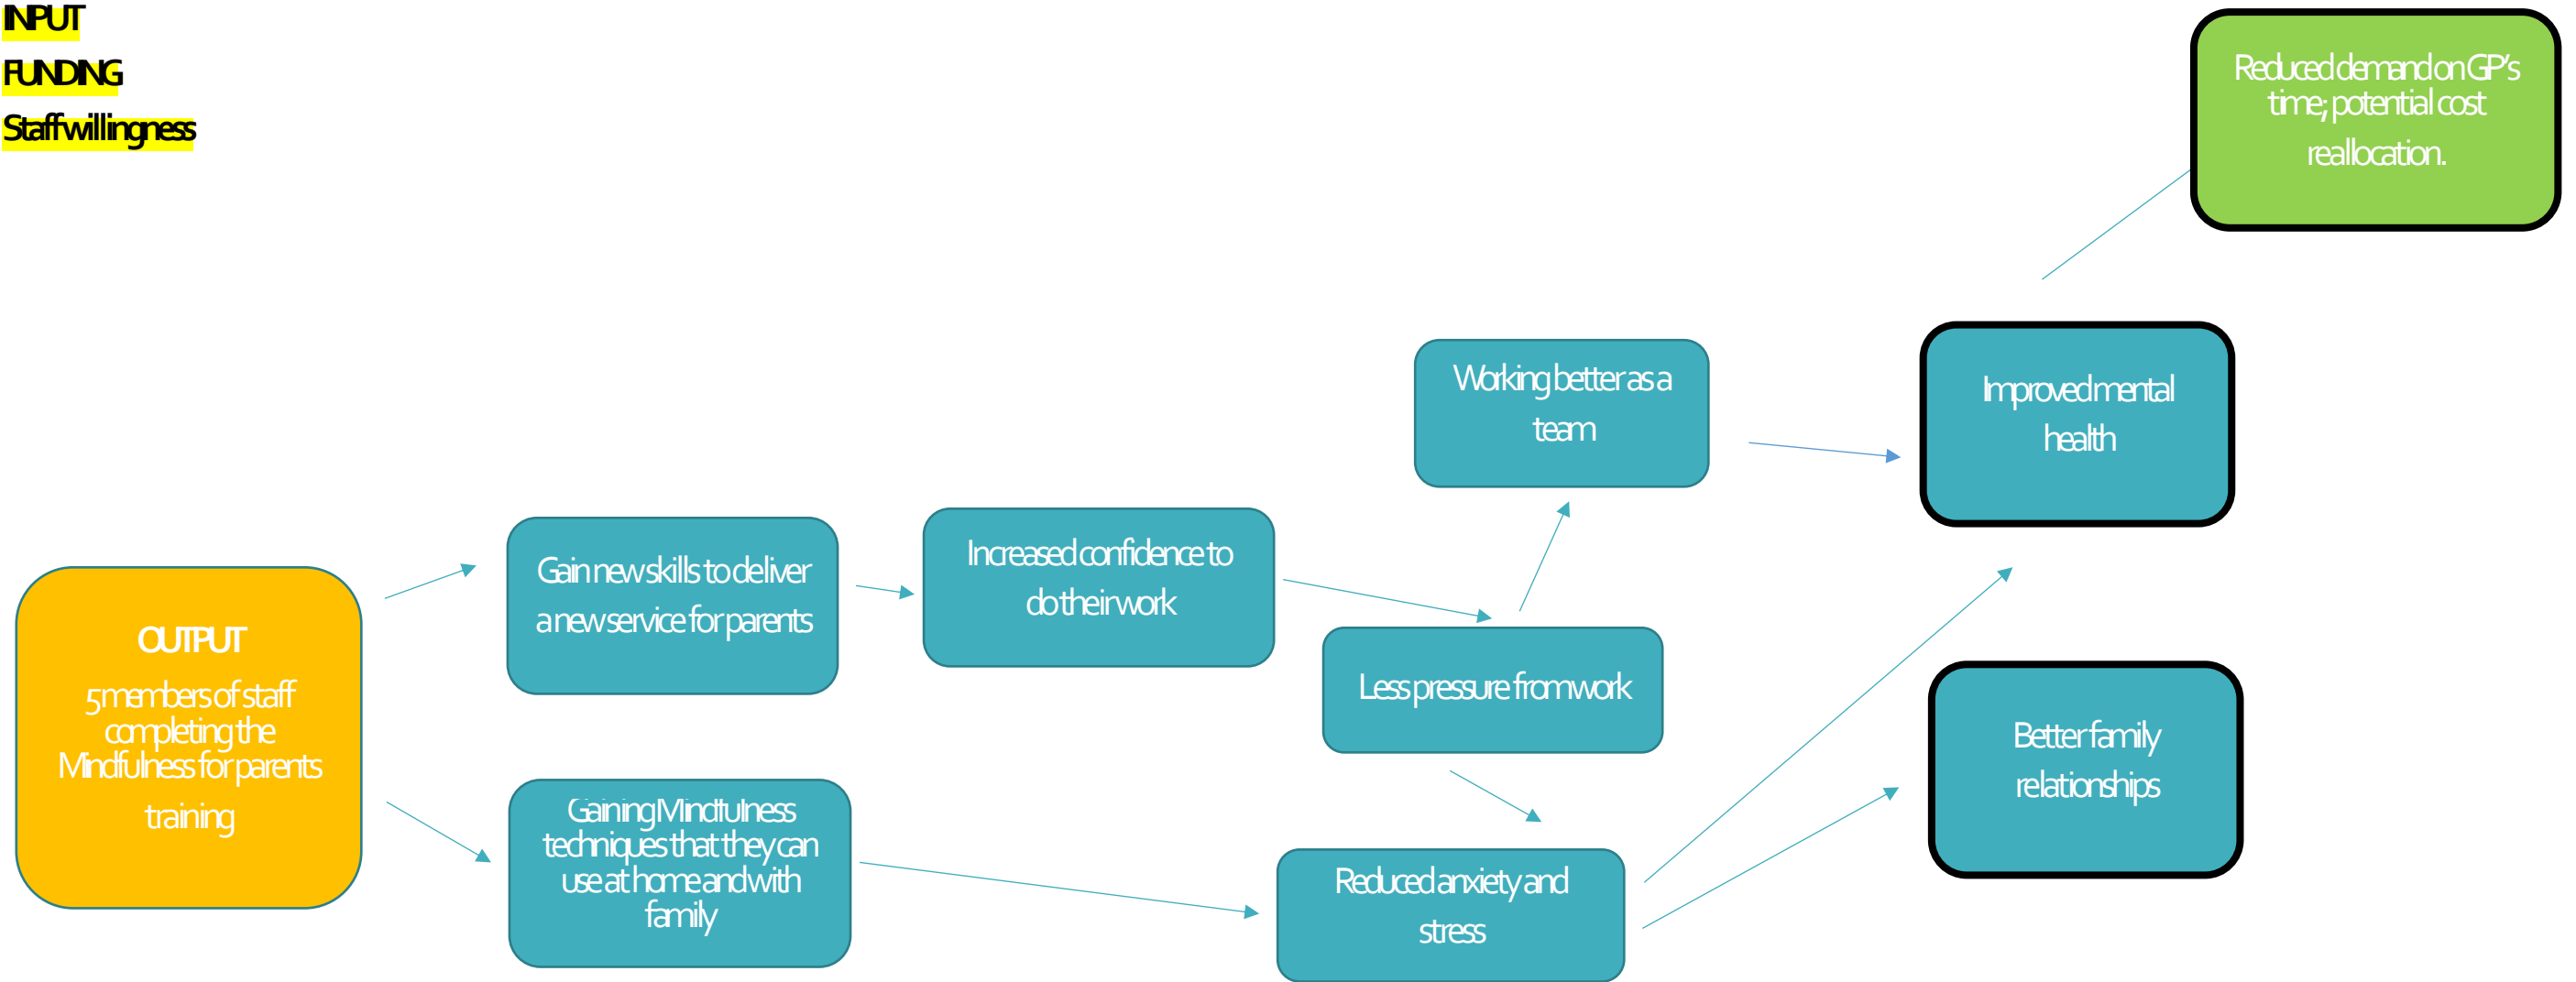 INPUT
FUNDING
Staff willingness
Reduced demand on GP's
time; potential cost
reallocation.
Working better as a
team
Improved mental
health
Gain new skills to deliver
a new service for parents
Increased confidence to
do their work
OUTPUT
5 members of staff
completing the
Mindfulness for parents
training
Less pressure from work
Better family
relationships
Gaining Mindfulness
techniques that they can
use at home and with
family
Reduced anxiety and
stress